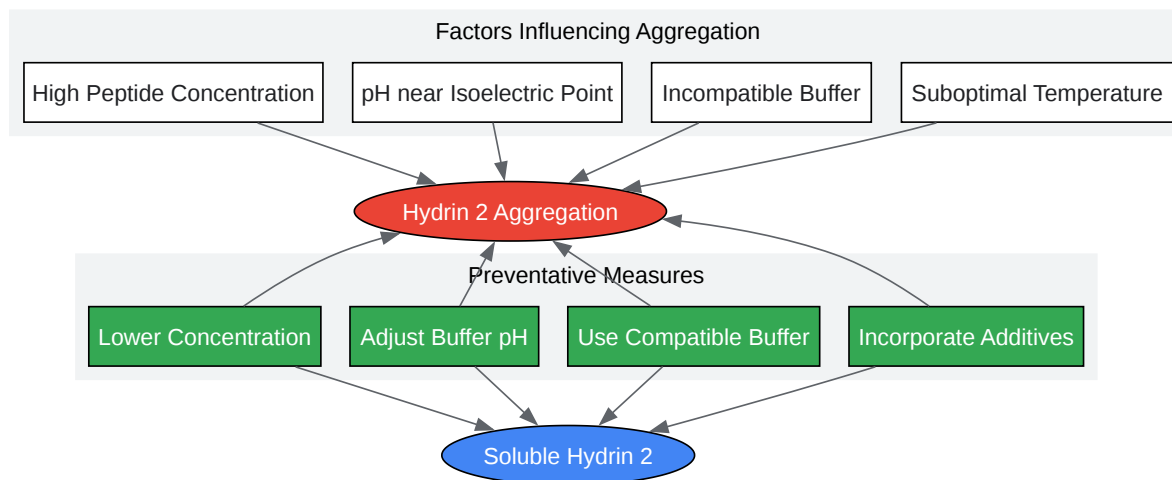 Factors Influencing Aggregation
High Peptide Concentration
pH near Isoelectric Point
Incompatible Buffer
Suboptimal Temperature
Hydrin 2 Aggregation
Preventative Measures
Lower Concentration
Adjust Buffer pH
Use Compatible Buffer
Incorporate Additives
Soluble Hydrin 2